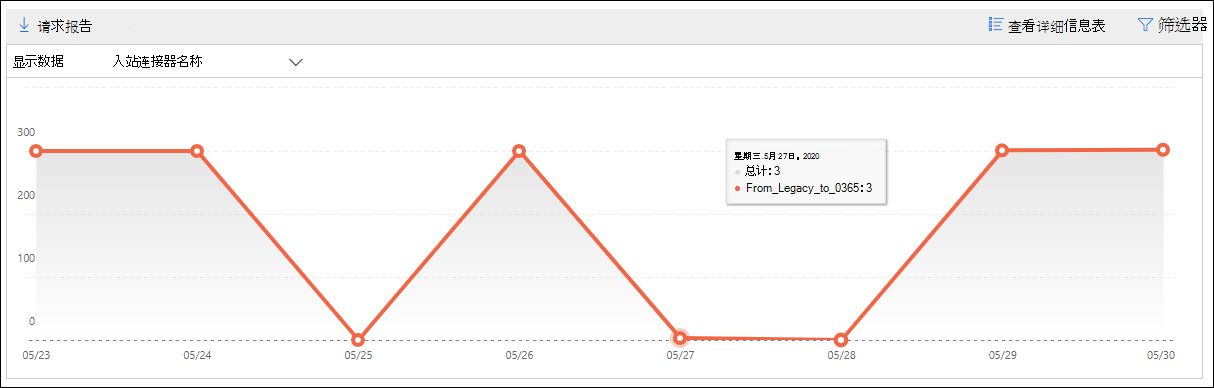 请求报告 查看详细信息表 筛选器
显示数据 入站连接器名称
300
200
100
0
星期三.5月27日，2020
总计:3
From_Legacy_to_0365:3
05/23 05/24 05/25 05/26 05/27 05/28 05/29 05/30